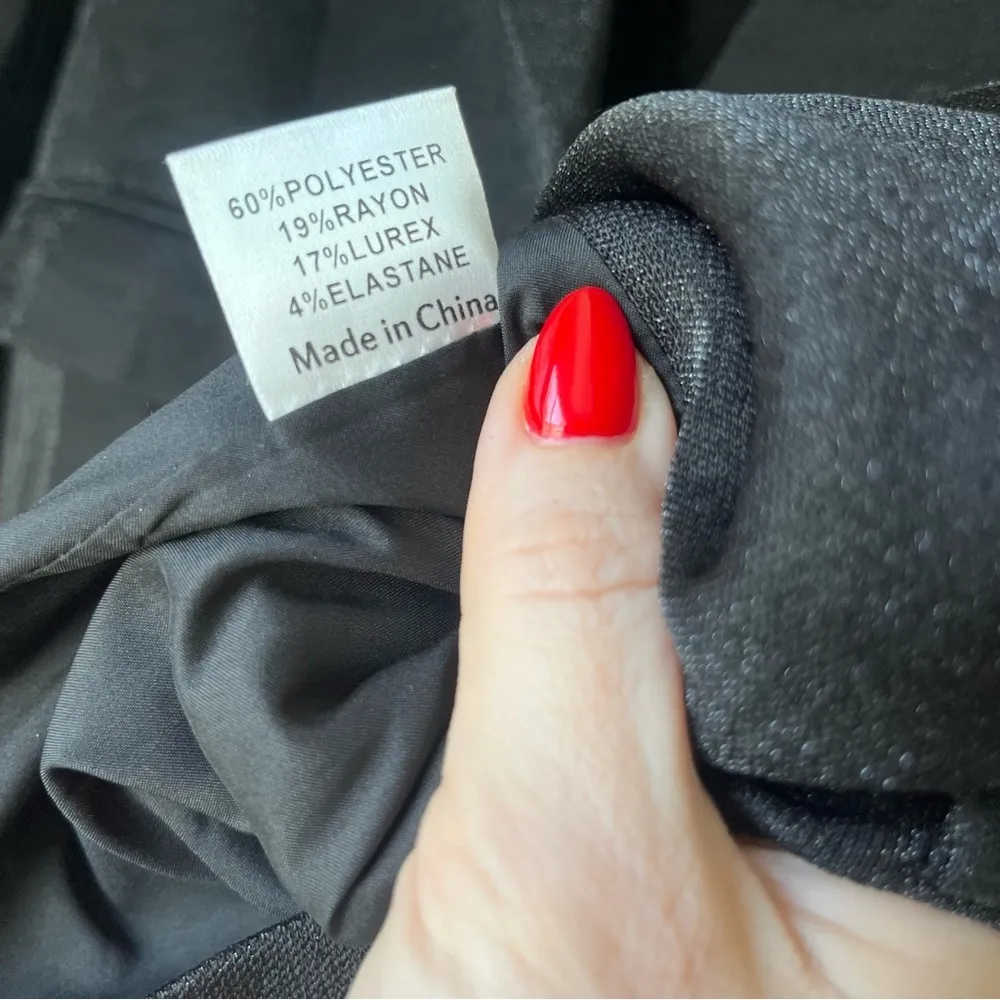 60%POLYESTER
19%RAYON
17%LUREX
4%ELASTANE
Made in China